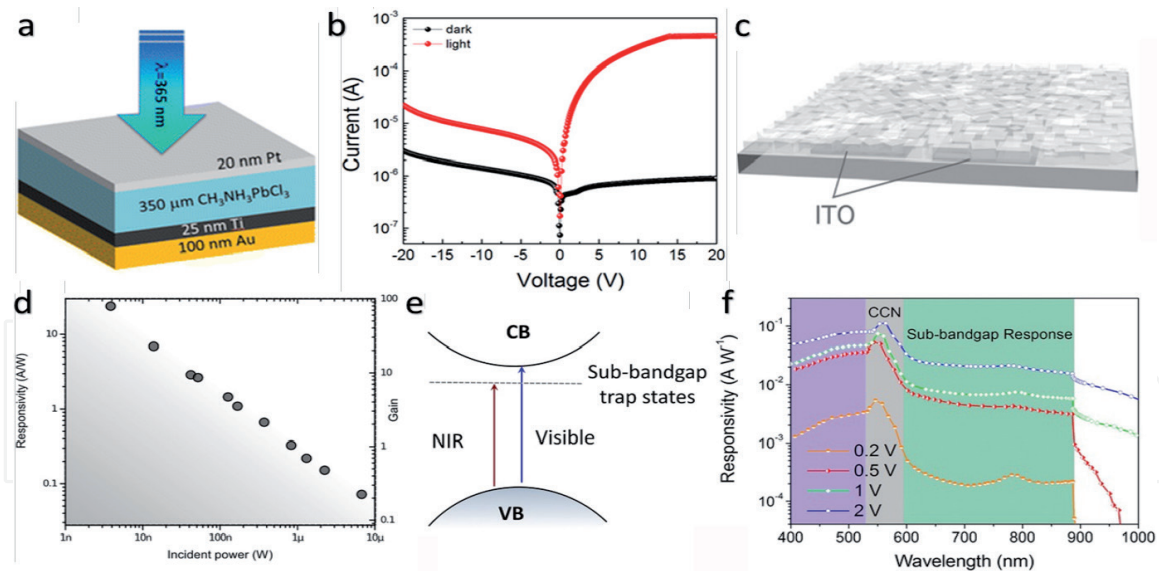 a
λ=365 nm
20 nm Pt
350 μm CH₃NH₃PbCl₃
25 nm Ti
100 nm Au
b
10⁻³
10⁻⁴
10⁻⁵
10⁻⁶
10⁻⁷
Current (A)
dark
light
-20 -15 -10 -5 0 5 10 15 20
Voltage (V)
c
ITO
d
Responsivity (A/W)
10
1
0.1
100
10
1
0.1
Gain
1n 10n 100n 1μ 10μ
Incident power (W)
e
CB
Sub-bandgap
trap states
NIR
Visible
VB
f
CCN
Sub-bandgap Response
Responsivity (A W⁻¹)
10⁻¹
10⁻²
10⁻³
10⁻⁴
0.2 V
0.5 V
1 V
2 V
400 500 600 700 800 900 1000
Wavelength (nm)